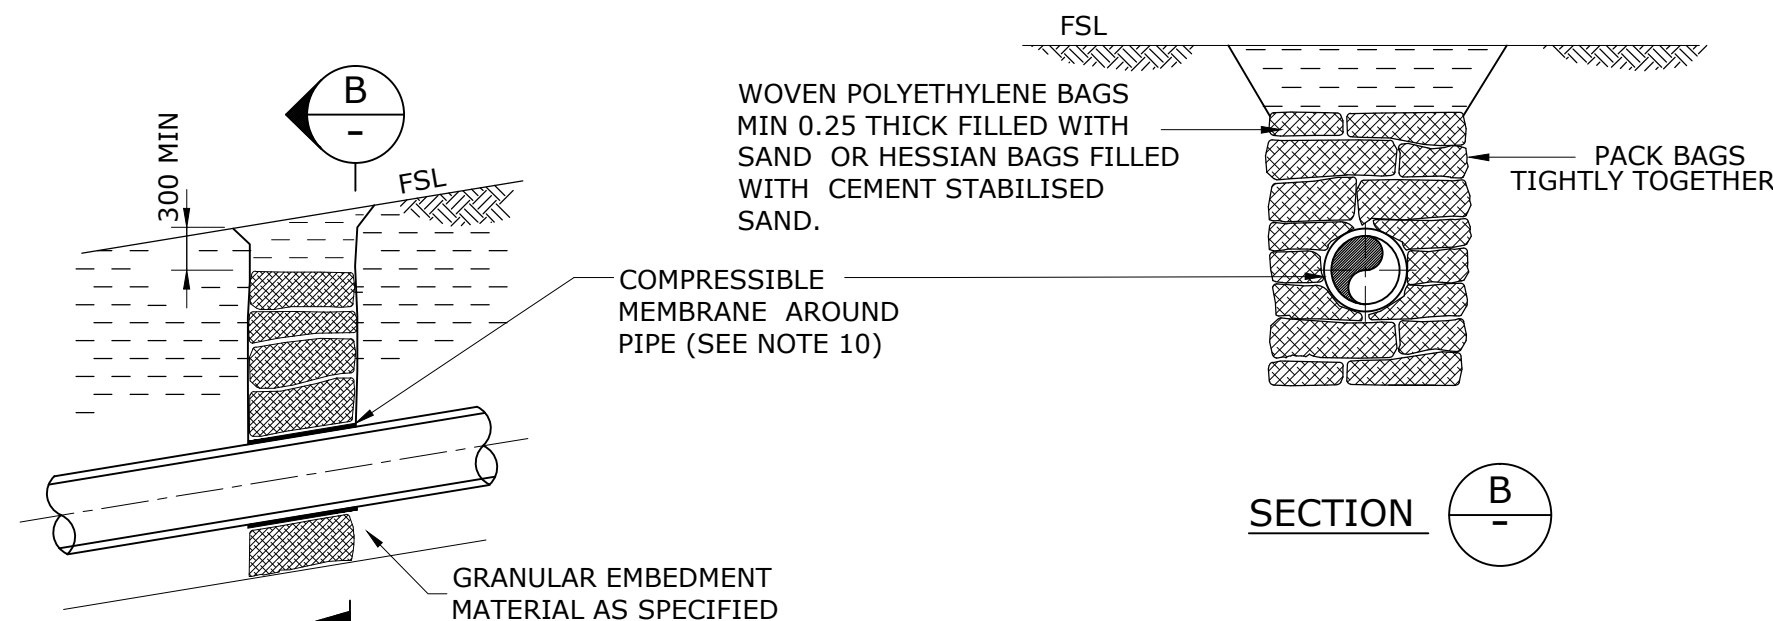 B
-
300 MIN
FSL
FSL
WOVEN POLYETHYLENE BAGS
MIN 0.25 THICK FILLED WITH
SAND OR HESSIAN BAGS FILLED
WITH CEMENT STABILISED
SAND.
PACK BAGS
TIGHTLY TOGETHER
COMPRESSIBLE
MEMBRANE AROUND
PIPE (SEE NOTE 10)
SECTION
B
-
GRANULAR EMBEDMENT
MATERIAL AS SPECIFIED